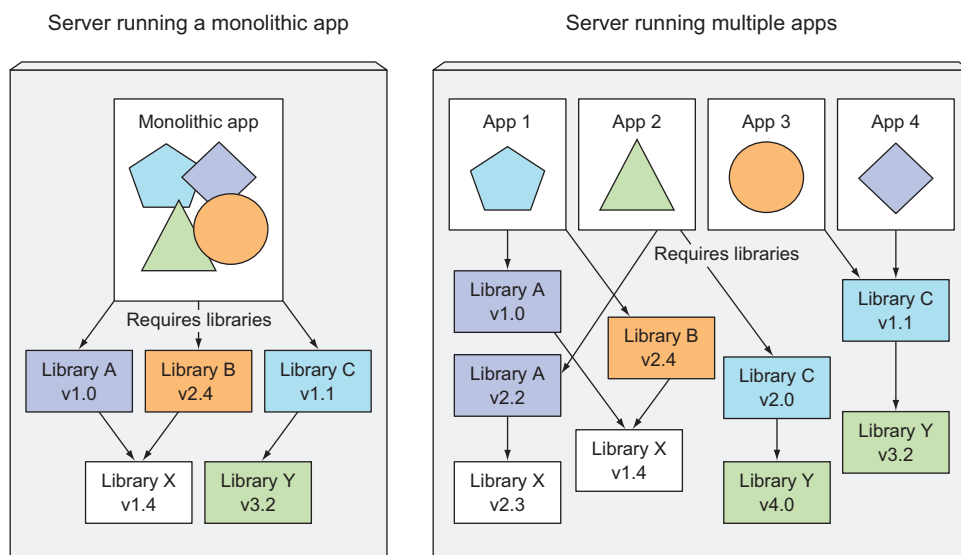 Server running a monolithic app
Monolithic app
Requires libraries
Library A
v1.0
Library B
v2.4
Library C
v1.1
Library X
v1.4
Library Y
v3.2
Server running multiple apps
App 1
App 2
App 3
App 4
Requires libraries
Library A
v1.0
Library B
v2.4
Library C
v1.1
Library A
v2.2
Library C
v2.0
Library X
v2.3
Library X
v1.4
Library Y
v4.0
Library Y
v3.2